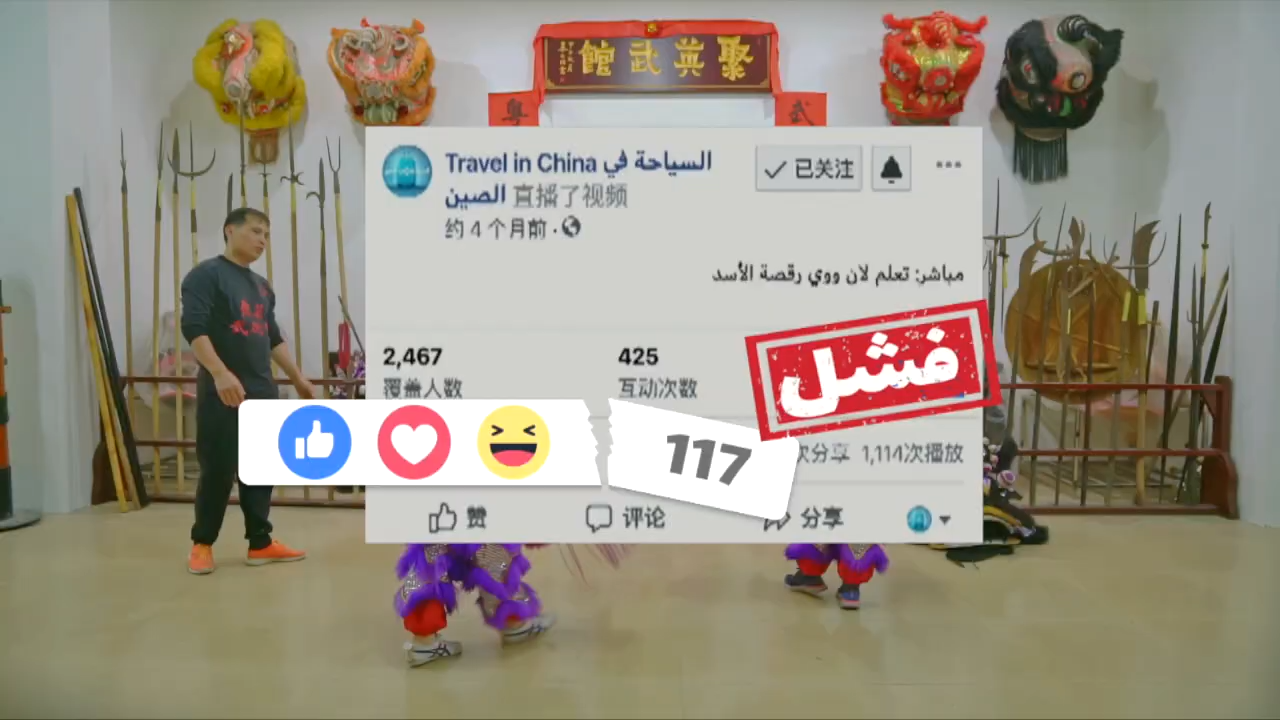 聚英武館
粤
武
Travel in China السياحة في
الصين 直播了视频
已关注
约 4 个月前 ·
مباشر: تعلم لان ووي رقصة الأسد
فشل
2,467
425
覆盖人数
互动次数
117
次分享 1,114次播放
赞
评论
分享